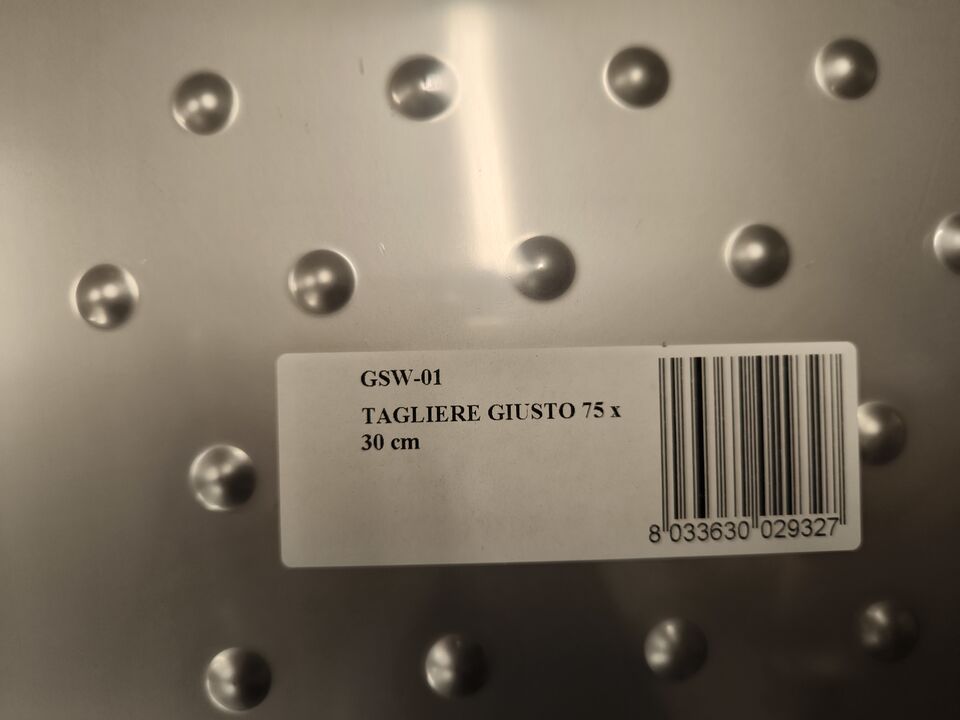 GSW-01
TAGLIERE GIUSTO 75 x
30 cm
8 033630 029327